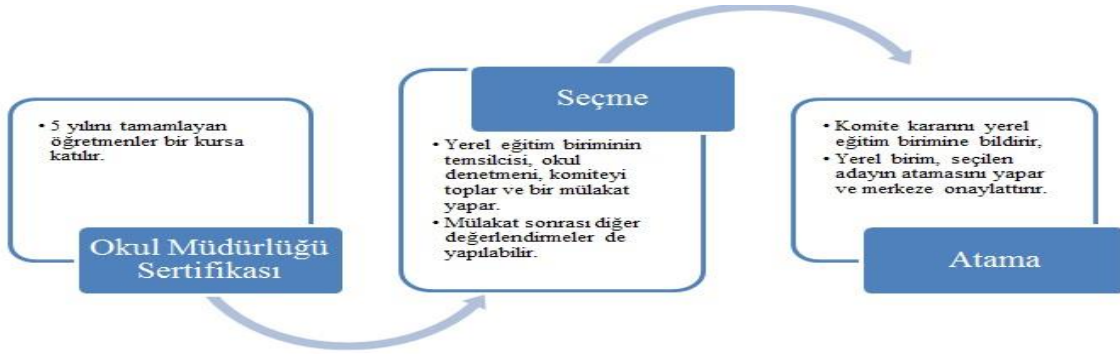 • 5 yılını tamamlayan
öğretmenler bir kursa
katılır.
Okul Müdürlüğü
Sertifikası
Seçme
• Yerel eğitim biriminin
temsilcisi, okul
denetmeni, komiteyi
toplar ve bir mülakat
yapar.
• Mülakat sonrası diğer
değerlendirmeler de
yapılabilir.
• Komite kararını yerel
eğitim birimine bildirir,
• Yerel birim, seçilen
adayın atamasını yapar
ve merkeze onaylattırır.
Atama